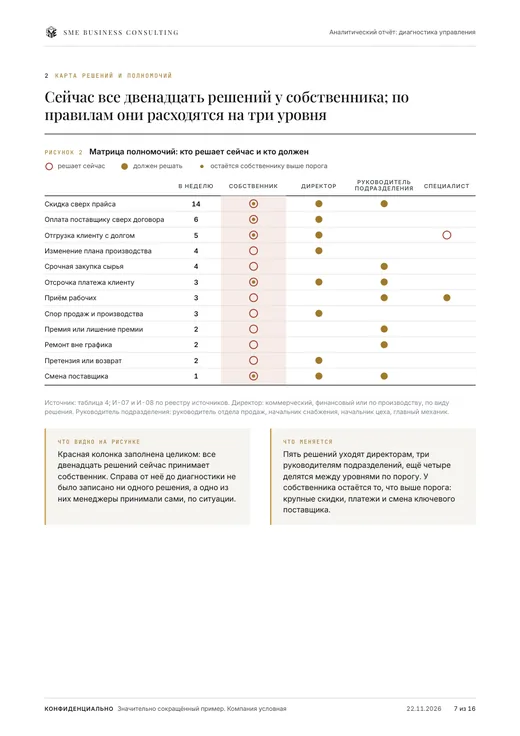 SME BUSINESS CONSULTING
Аналитический отчёт: диагностика управления
2 КАРТА РЕШЕНИЙ И ПОЛНОМОЧИЙ
Сейчас все двенадцать решений у собственника; по
правилам они расходятся на три уровня
РИСУНОК 2 Матрица полномочий: кто решает сейчас и кто должен
решает сейчас должен решать остаётся собственнику выше порога
В НЕДЕЛЮ СОБСТВЕННИК ДИРЕКТОР РУКОВОДИТЕЛЬ ПОДРАЗДЕЛЕНИЯ СПЕЦИАЛИСТ
Скидка сверх прайса 14
Оплата поставщику сверх договора 6
Отгрузка клиенту с долгом 5
Изменение плана производства 4
Срочная закупка сырья 4
Отсрочка платежа клиенту 3
Приём рабочих 3
Спор продаж и производства 3
Премия или лишение премии 2
Ремонт вне графика 2
Претензия или возврат 2
Смена поставщика 1
Источник: таблица 4; И-07 и И-08 по реестру источников. Директор: коммерческий, финансовый или по производству, по виду
решения. Руководитель подразделения: руководитель отдела продаж, начальник снабжения, начальник цеха, главный механик.
ЧТО ВИДНО НА РИСУНКЕ
Красная колонка заполнена целиком: все
двенадцать решений сейчас принимает
собственник. Справа от неё до диагностики не
было записано ни одного решения, а одно из
них менеджеры принимали сами, по ситуации.
ЧТО МЕНЯЕТСЯ
Пять решений уходят директорам, три
руководителям подразделений, ещё четыре
делятся между уровнями по порогу. У
собственника остаётся то, что выше порога:
крупные скидки, платежи и смена ключевого
поставщика.
КОНФИДЕНЦИАЛЬНО Значительно сокращённый пример. Компания условная
22.11.2026 7 из 16